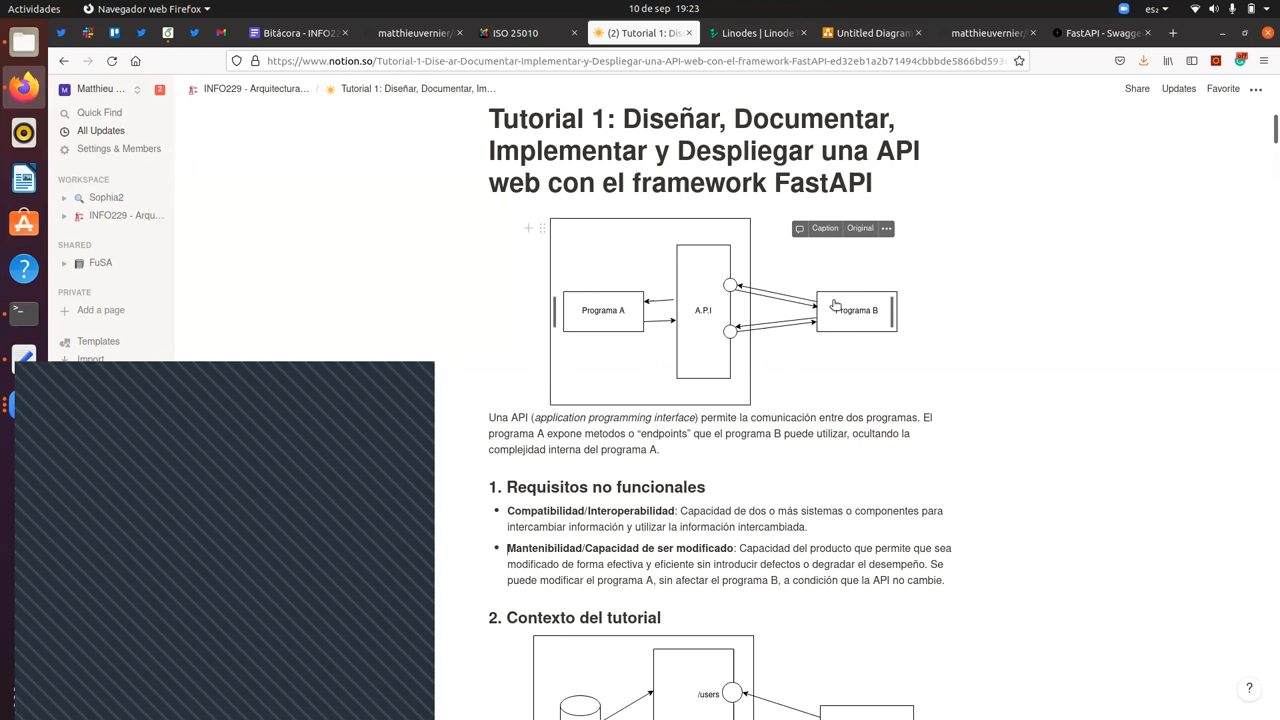 Actividades
Navegador web Firefox
10 de sep 19:23
es₂
Bitácora - INFO22
matthieuvernier/
ISO 25010
(2) Tutorial 1: Dis
Linodes | Linode
Untitled Diagram
matthieuvernier/
FastAPI - Swagge
https://www.notion.so/Tutorial-1-Dise-ar-Documentar-Implementar-y-Despliegar-una-API-web-con-el-framework-FastAPI-ed32eb1a2b71494cbbbde5866bd593
Matthieu ...
2
INFO229 - Arquitectura...
/
Tutorial 1: Diseñar, Documentar, Im...
Share
Updates
Favorite
Quick Find
All Updates
Settings & Members
WORKSPACE
Sophia2
INFO229 - Arqu...
SHARED
FuSA
PRIVATE
Add a page
Templates
Import
Tutorial 1: Diseñar, Documentar,
Implementar y Despliegar una API
web con el framework FastAPI
Caption
Original
Programa A
A.P.I
Programa B
Una API (application programming interface) permite la comunicación entre dos programas. El
programa A expone metodos o “endpoints” que el programa B puede utilizar, ocultando la
complejidad interna del programa A.
1. Requisitos no funcionales
• Compatibilidad/Interoperabilidad: Capacidad de dos o más sistemas o componentes para
intercambiar información y utilizar la información intercambiada.
• Mantenibilidad/Capacidad de ser modificado: Capacidad del producto que permite que sea
modificado de forma efectiva y eficiente sin introducir defectos o degradar el desempeño. Se
puede modificar el programa A, sin afectar el programa B, a condición que la API no cambie.
2. Contexto del tutorial
/users
?